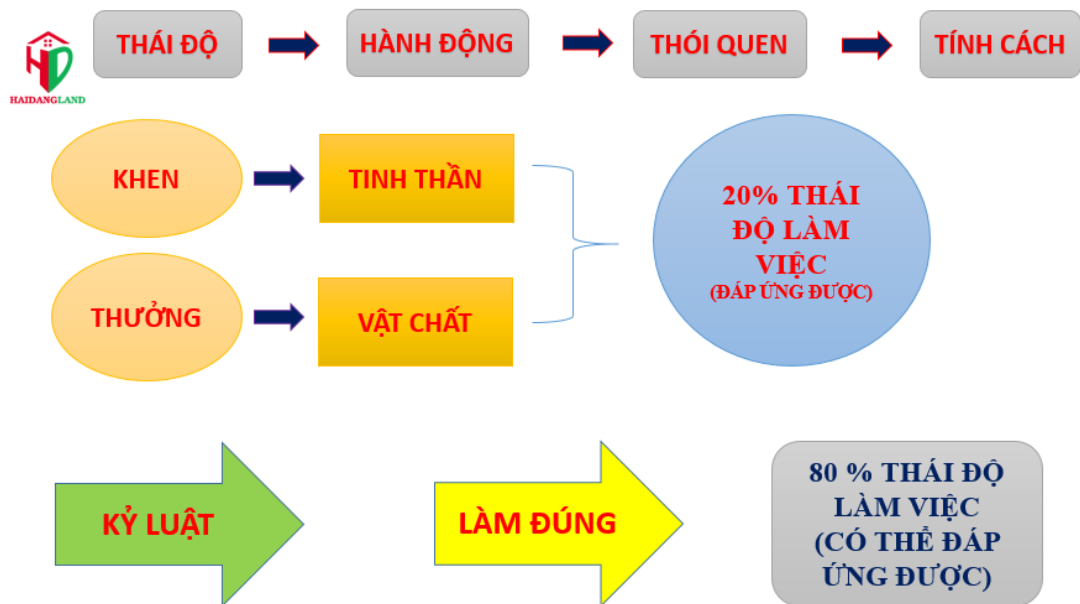 THÁI ĐỘ
HÀNH ĐỘNG
THÓI QUEN
TÍNH CÁCH
HAIDANGLAND
KHEN
TINH THẦN
THƯỞNG
VẬT CHẤT
20% THÁI
ĐỘ LÀM
VIỆC
(ĐÁP ỨNG ĐƯỢC)
KỶ LUẬT
LÀM ĐÚNG
80 % THÁI ĐỘ
LÀM VIỆC
(CÓ THỂ ĐÁP
ỨNG ĐƯỢC)